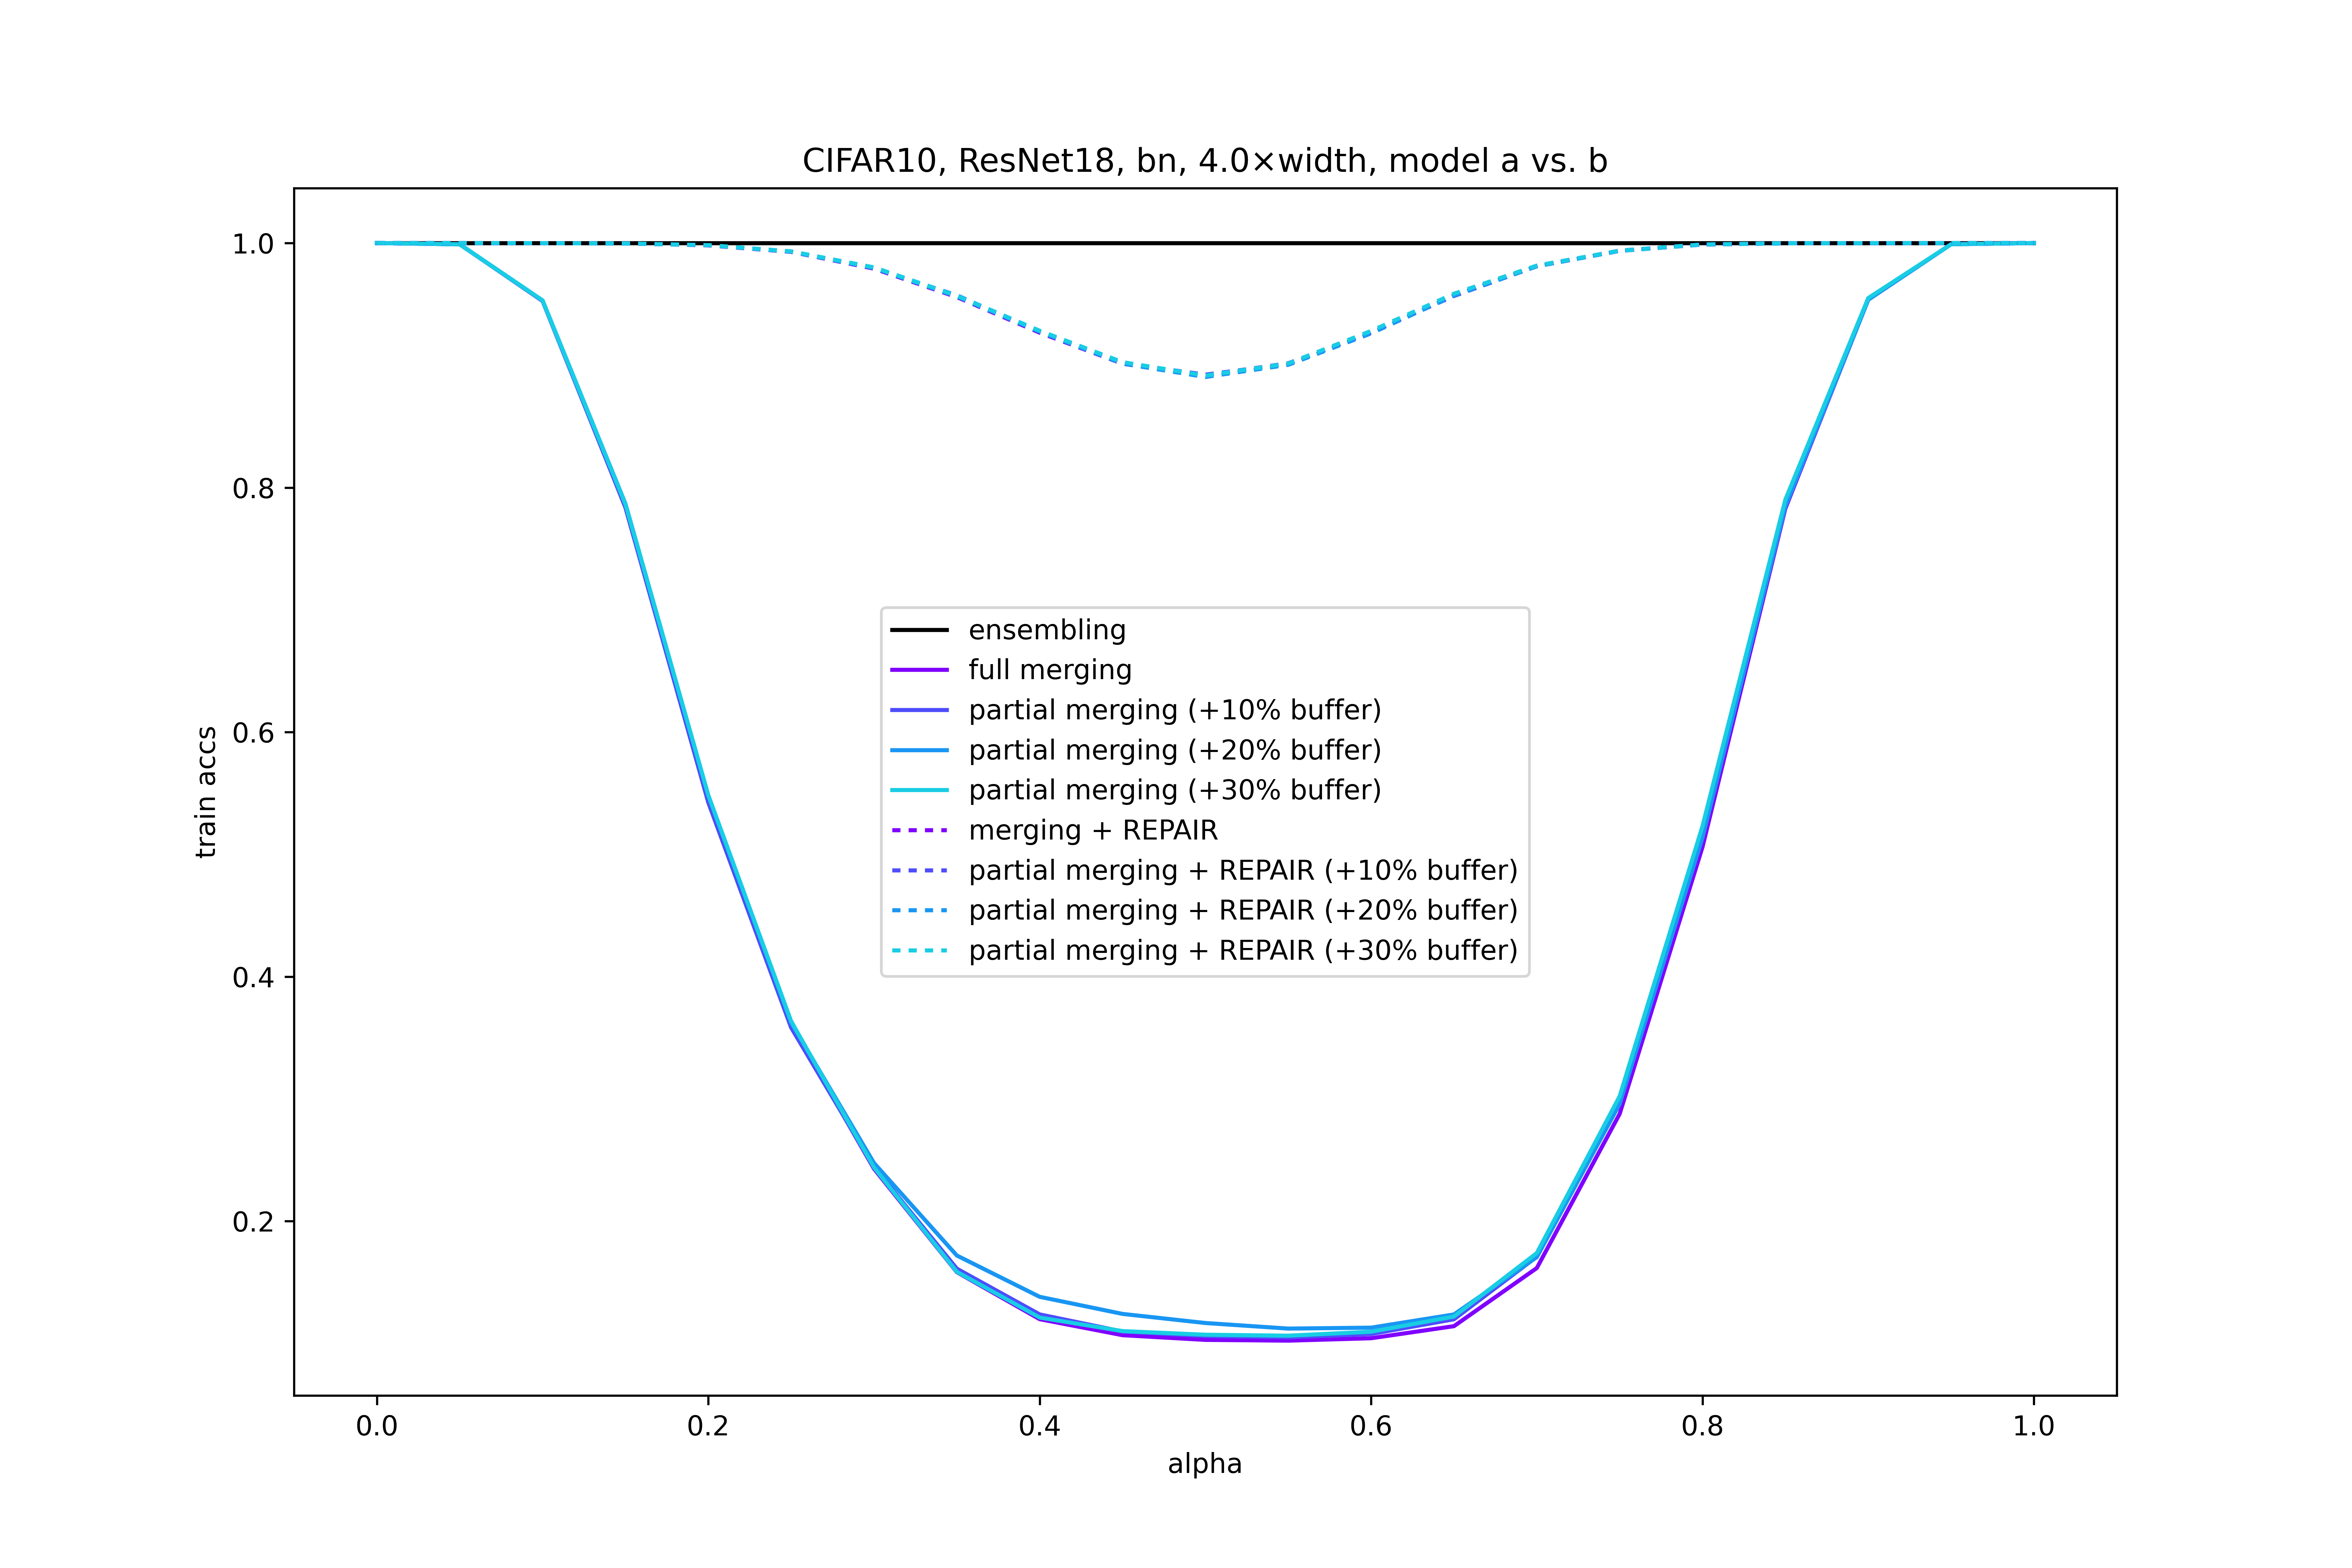 CIFAR10, ResNet18, bn, 4.0×width, model a vs. b
1.0
0.8
0.6
0.4
0.2
train accs
ensembling
full merging
partial merging (+10% buffer)
partial merging (+20% buffer)
partial merging (+30% buffer)
merging + REPAIR
partial merging + REPAIR (+10% buffer)
partial merging + REPAIR (+20% buffer)
partial merging + REPAIR (+30% buffer)
0.0 0.2 0.4 0.6 0.8 1.0
alpha